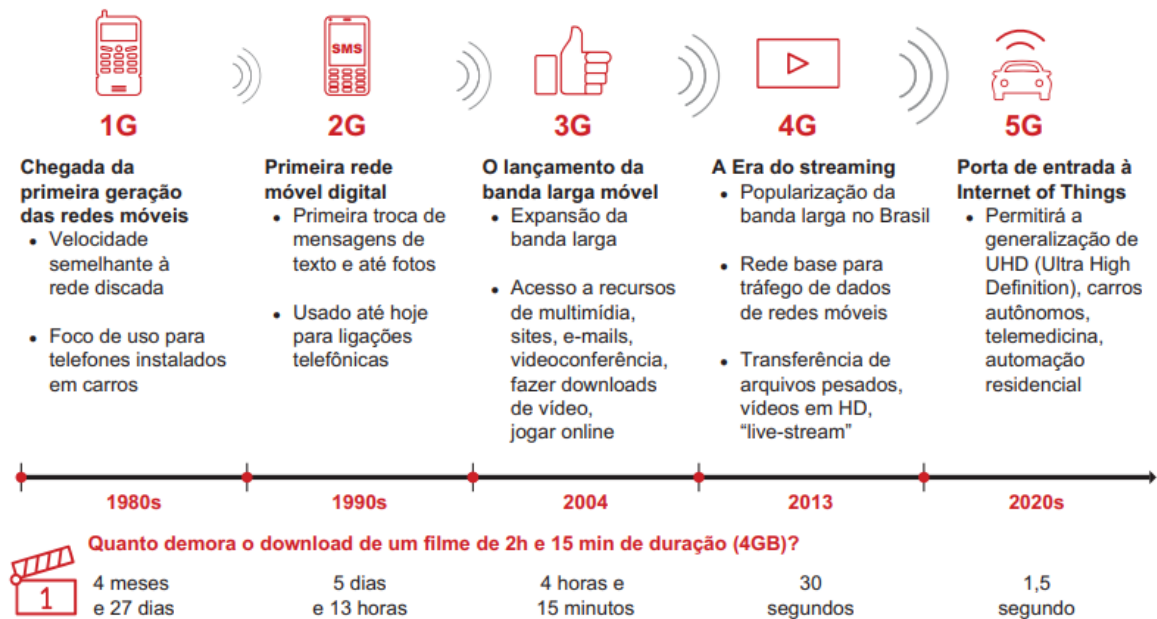 SMS
1G
2G
3G
4G
5G
Chegada da
primeira geração
das redes móveis
• Velocidade
semelhante à
rede discada
• Foco de uso para
telefones instalados
em carros
Primeira rede
móvel digital
• Primeira troca de
mensagens de
texto e até fotos
• Usado até hoje
para ligações
telefônicas
O lançamento da
banda larga móvel
• Expansão da
banda larga
• Acesso a recursos
de multimídia,
sites, e-mails,
videoconferência,
fazer downloads
de vídeo,
jogar online
A Era do streaming
• Popularização da
banda larga no Brasil
• Rede base para
tráfego de dados
de redes móveis
• Transferência de
arquivos pesados,
vídeos em HD,
“live-stream”
Porta de entrada à
Internet of Things
• Permitirá a
generalização de
UHD (Ultra High
Definition), carros
autônomos,
telemedicina,
automação
residencial
1980s
1990s
2004
2013
2020s
Quanto demora o download de um filme de 2h e 15 min de duração (4GB)?
1
4 meses
e 27 dias
5 dias
e 13 horas
4 horas e
15 minutos
30
segundos
1,5
segundo